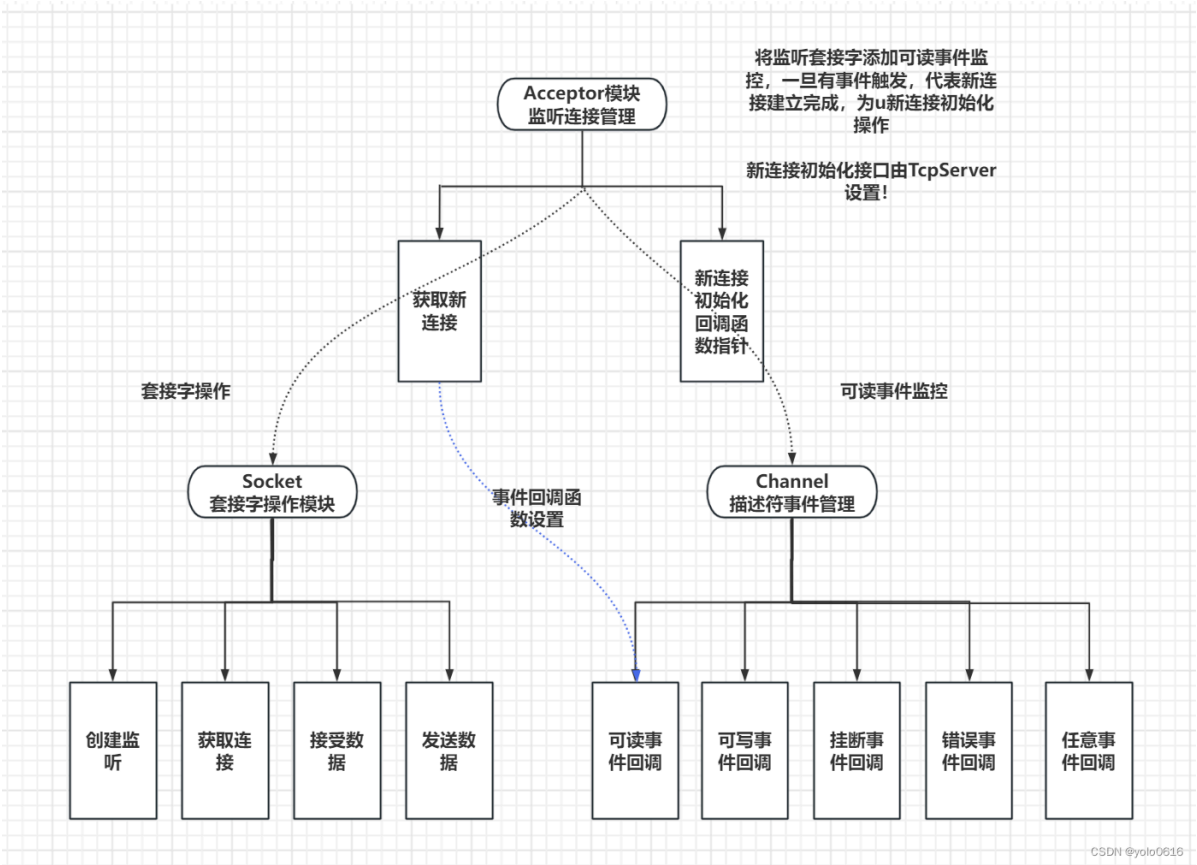 将监听套接字添加可读事件监
控，一旦有事件触发，代表新连
接建立完成，为u新连接初始化
操作
新连接初始化接口由TcpServer
设置！
Acceptor模块
监听连接管理
获取新
连接
新连接
初始化
回调函
数指针
套接字操作
可读事件监控
Socket
套接字操作模块
事件回调函
数设置
Channel
描述符事件管理
创建监
听
获取连
接
接受数
据
发送数
据
可读事
件回调
可写事
件回调
挂断事
件回调
错误事
件回调
任意事
件回调
CSDN @yolo0616